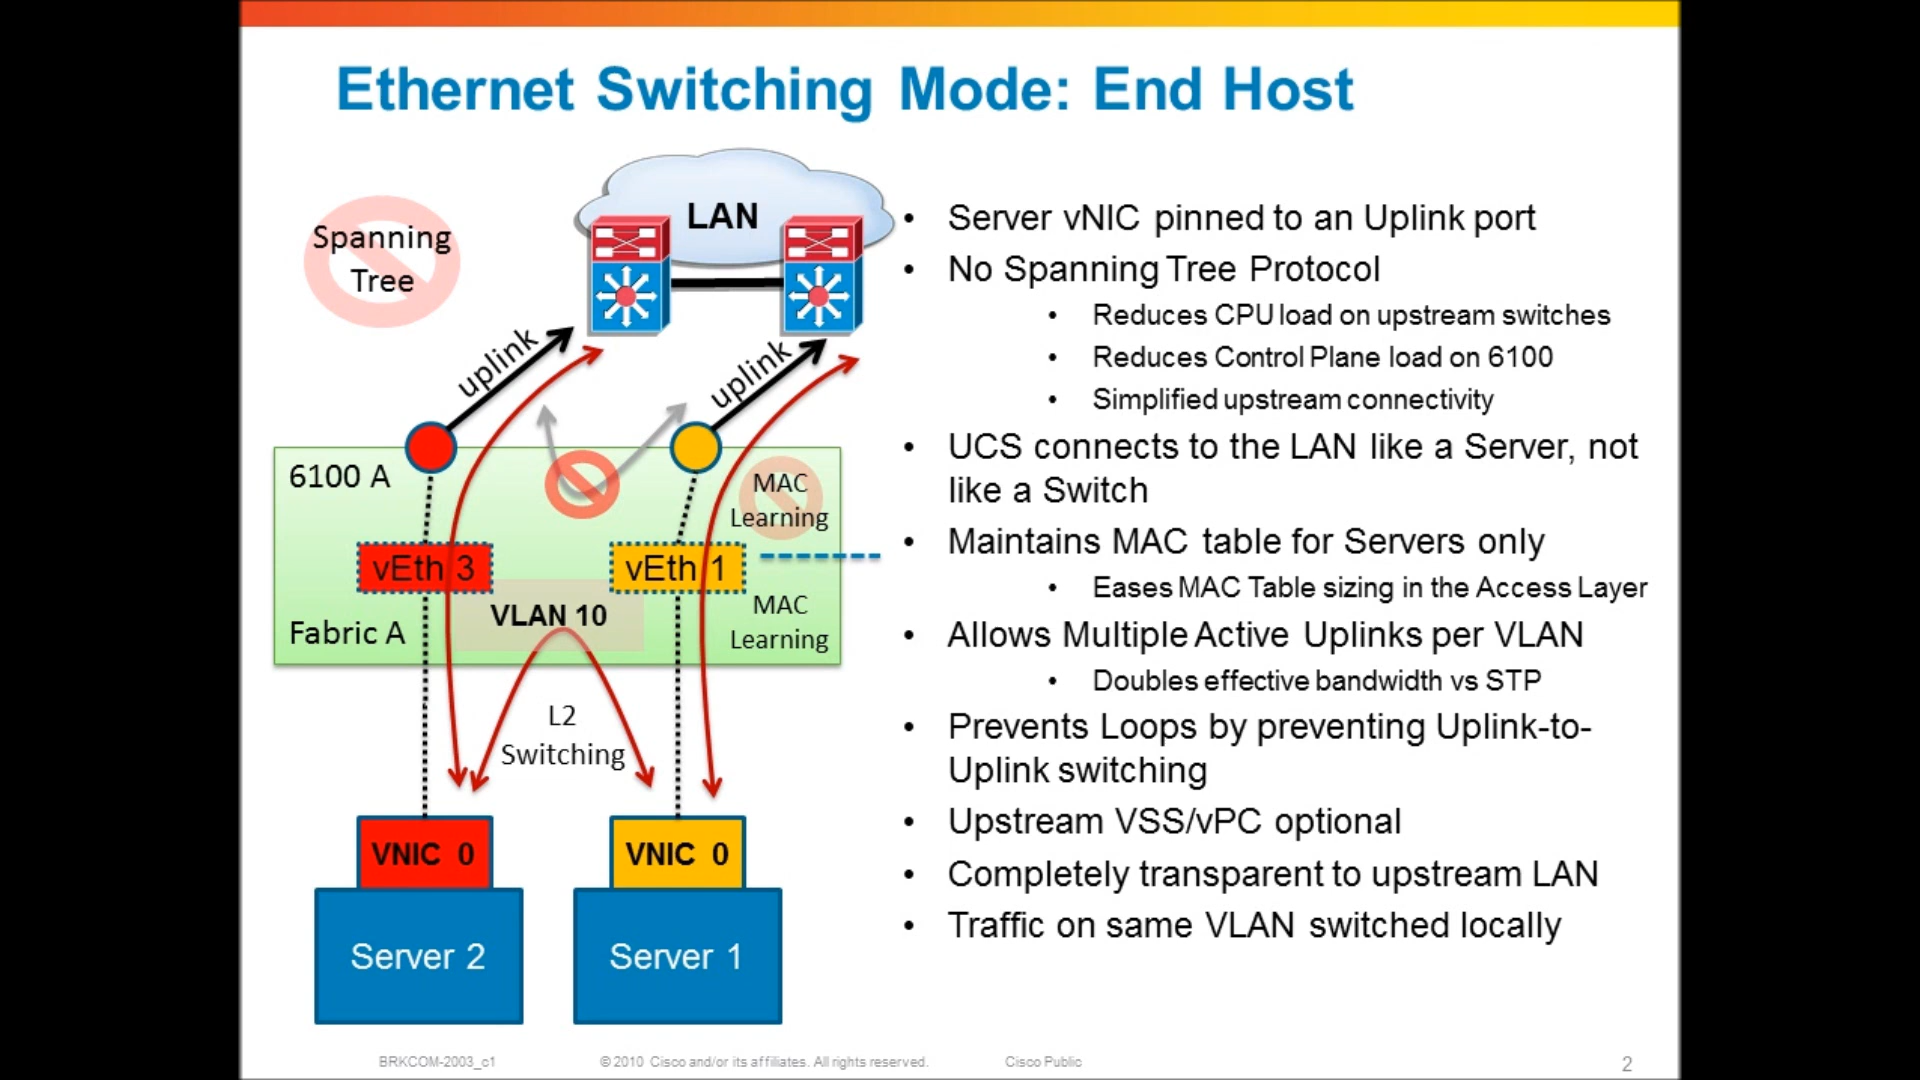 Ethernet Switching Mode: End Host
Spanning
Tree
LAN
uplink
uplink
6100 A
MAC
Learning
vEth 3
vEth 1
VLAN 10
Fabric A
MAC
Learning
L2
Switching
VNIC 0
VNIC 0
Server 2
Server 1
• Server vNIC pinned to an Uplink port
• No Spanning Tree Protocol
• Reduces CPU load on upstream switches
• Reduces Control Plane load on 6100
• Simplified upstream connectivity
• UCS connects to the LAN like a Server, not
like a Switch
• Maintains MAC table for Servers only
• Eases MAC Table sizing in the Access Layer
• Allows Multiple Active Uplinks per VLAN
• Doubles effective bandwidth vs STP
• Prevents Loops by preventing Uplink-to-
Uplink switching
• Upstream VSS/vPC optional
• Completely transparent to upstream LAN
• Traffic on same VLAN switched locally
BRKCOM-2003_c1
© 2010 Cisco and/or its affiliates. All rights reserved.
Cisco Public
2